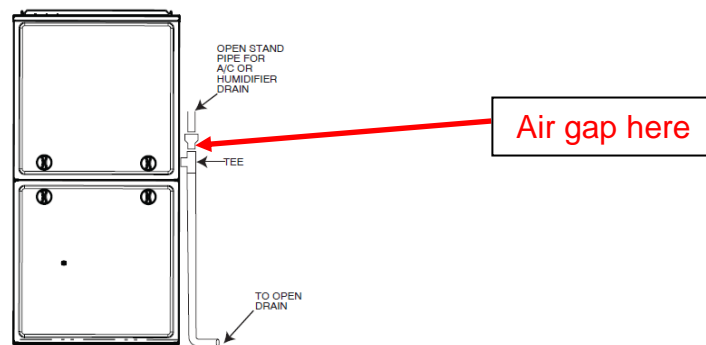 OPEN STAND
PIPE FOR
A/C OR
HUMIDIFIER
DRAIN
Air gap here
TEE
TO OPEN
DRAIN